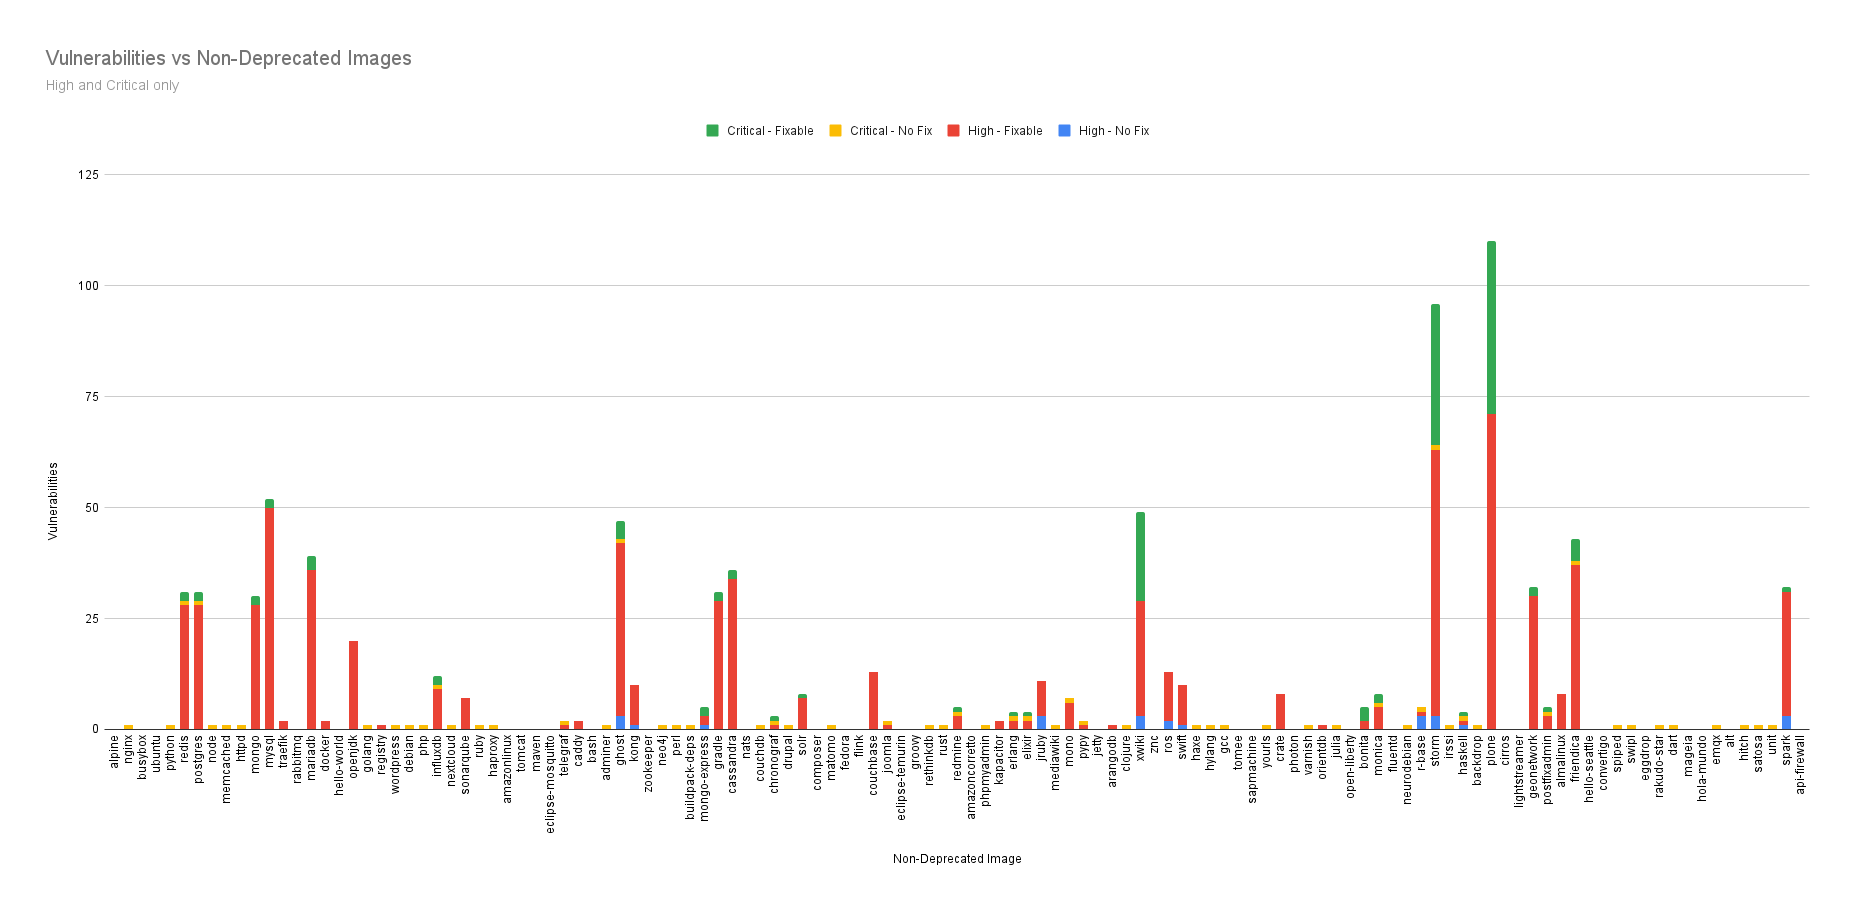 Vulnerabilities vs Non-Deprecated Images
High and Critical only
Critical - Fixable
Critical - No Fix
High - Fixable
High - No Fix
125
100
75
50
25
0
Vulnerabilities
alpine
nginx
busybox
ubuntu
python
redis
postgres
node
memcached
httpd
mongo
mysql
traefik
rabbitmq
mariadb
docker
hello-world
openjdk
golang
registry
wordpress
debian
php
influxdb
nextcloud
sonarqube
ruby
haproxy
amazonlinux
tomcat
maven
eclipse-mosquitto
telegraf
caddy
bash
adminer
ghost
kong
zookeeper
neo4j
perl
buildpack-deps
mongo-express
gradle
cassandra
nats
couchdb
chronograf
drupal
solr
composer
matomo
fedora
flink
couchbase
joomla
eclipse-temurin
groovy
rethinkdb
rust
redmine
amazoncorretto
phpmyadmin
kapacitor
erlang
elixir
jruby
mediawiki
mono
pypy
jetty
arangodb
clojure
xwiki
znc
ros
swift
haxe
hylang
gcc
tomee
sapmachine
yourls
crate
photon
varnish
orientdb
julia
open-liberty
bonita
monica
fluentd
neurodebian
r-base
storm
irssi
haskell
backdrop
plone
cirros
lightstreamer
geonetwork
postfixadmin
almalinux
friendica
hello-seattle
convertigo
spiped
swipl
eggdrop
rakudo-star
dart
mageia
hola-mundo
emqx
alt
hitch
satosa
unit
spark
api-firewall
Non-Deprecated Image